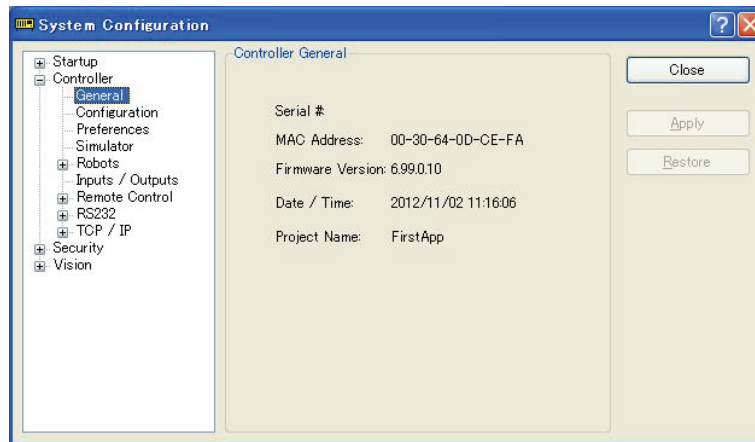 System Configuration
Startup
Controller
General
Configuration
Preferences
Simulator
Robots
Inputs / Outputs
Remote Control
RS232
TCP / IP
Security
Vision
Controller General
Serial #
MAC Address: 00-30-64-0D-CE-FA
Firmware Version: 6.99.0.10
Date / Time: 2012/11/02 11:16:06
Project Name: FirstApp
Close
Apply
Restore